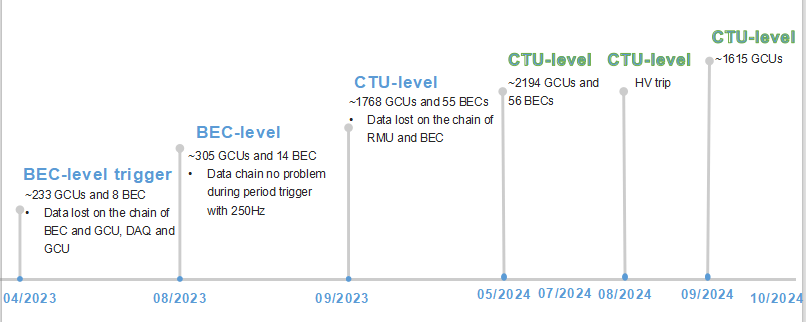 BEC-level trigger
~233 GCUs and 8 BEC
• Data lost on the chain of
BEC and GCU, DAQ and
GCU
BEC-level
~305 GCUs and 14 BEC
• Data chain no problem
during period trigger
with 250Hz
CTU-level
~1768 GCUs and 55 BECs
• Data lost on the chain of
RMU and BEC
CTU-level
~2194 GCUs and
56 BECs
CTU-level
HV trip
CTU-level
~1615 GCUs
04/2023
08/2023
09/2023
05/2024
07/2024
08/2024
09/2024
10/2024